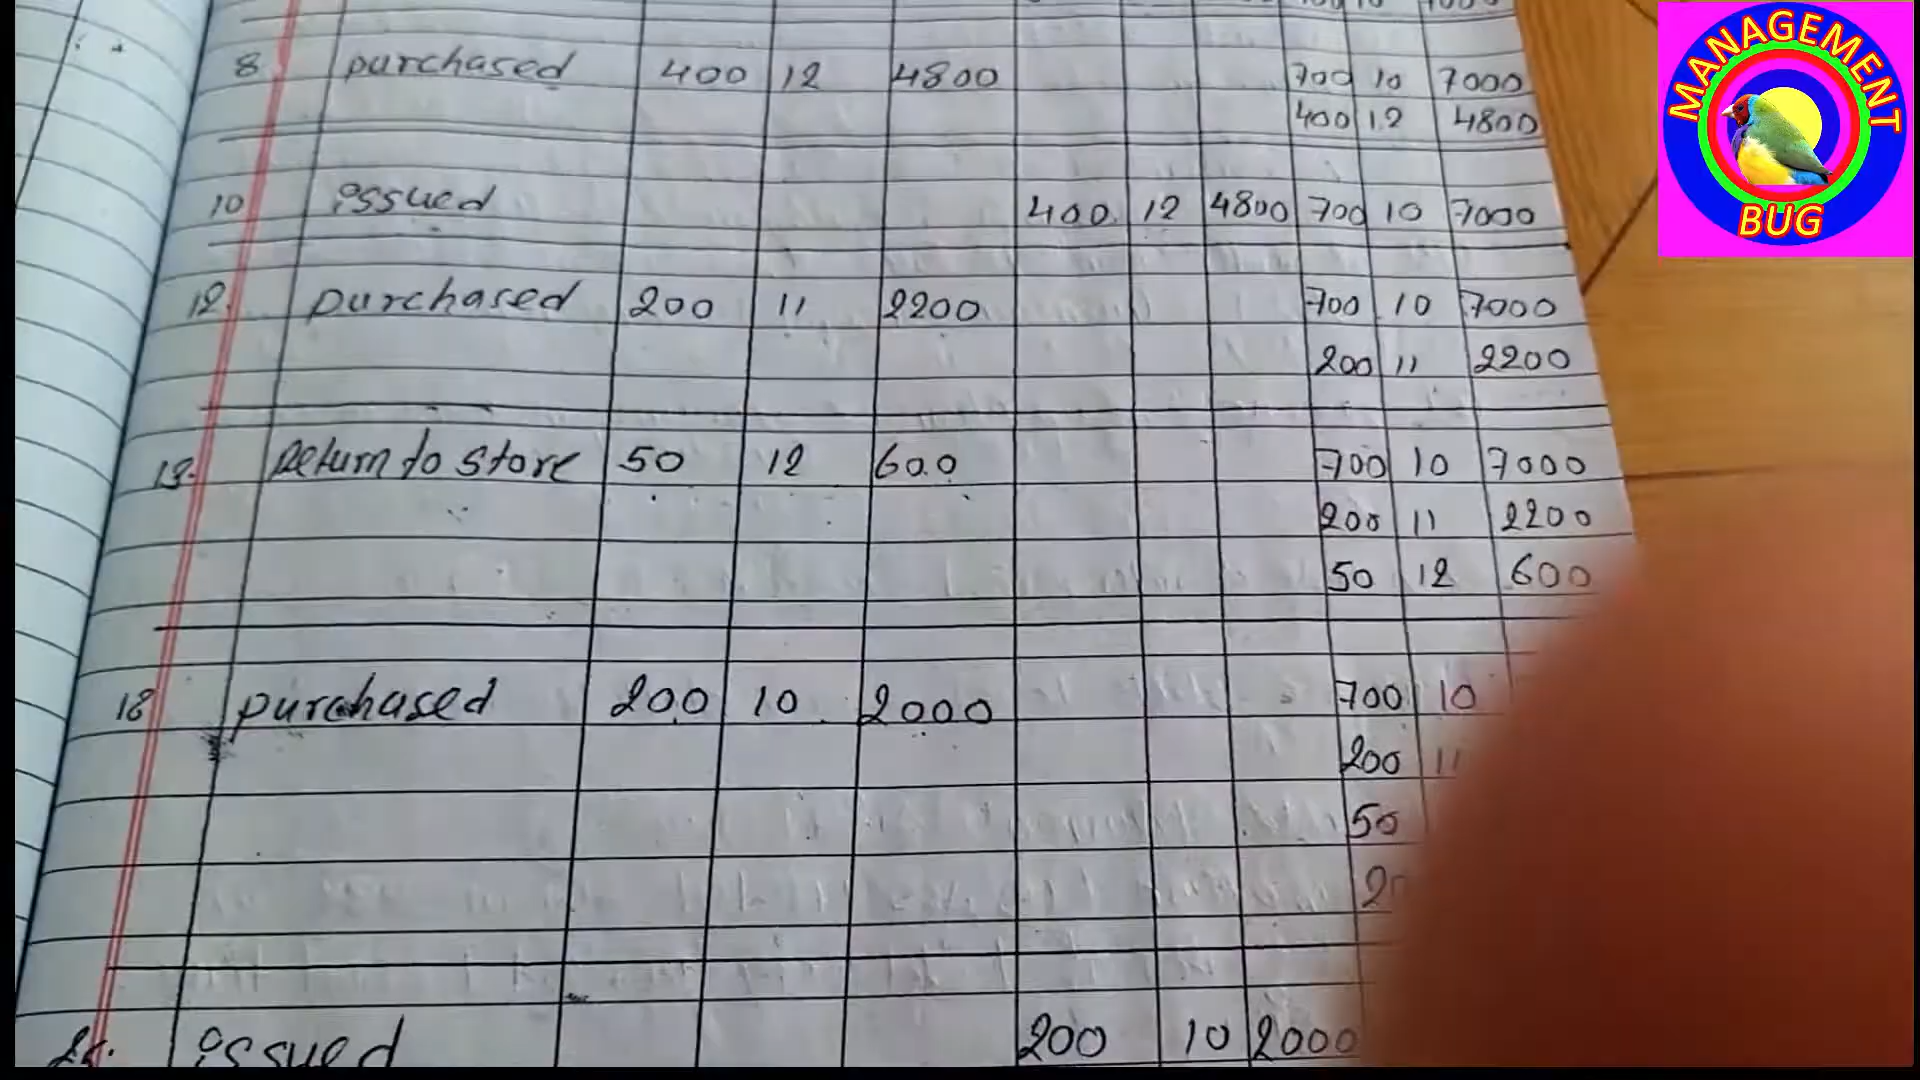 MANAGEMENT
BUG
8 purchased 400 12 4800 700 10 7000
400 12 4800
10 issued 400 12 4800 700 10 7000
12. purchased 200 11 2200 700 10 7000
200 11 2200
13. Return to store 50 12 600 700 10 7000
200 11 2200
50 12 600
18 purchased 200 10 2000 700 10
200 11
50
issued 200 10 2000